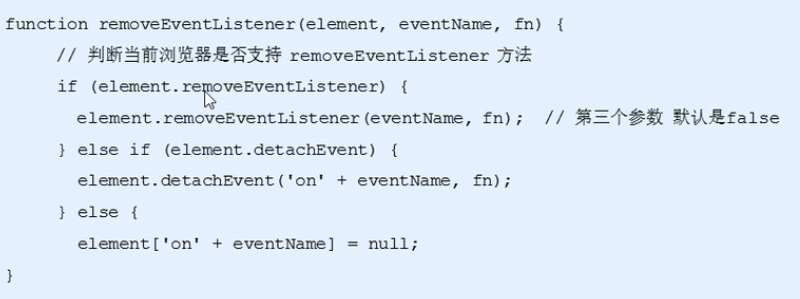 function removeEventListener(element, eventName, fn) {
// 判断当前浏览器是否支持 removeEventListener 方法
if (element.removeEventListener) {
element.removeEventListener(eventName, fn); // 第三个参数 默认是false
} else if (element.detachEvent) {
element.detachEvent('on' + eventName, fn);
} else {
element['on' + eventName] = null;
}